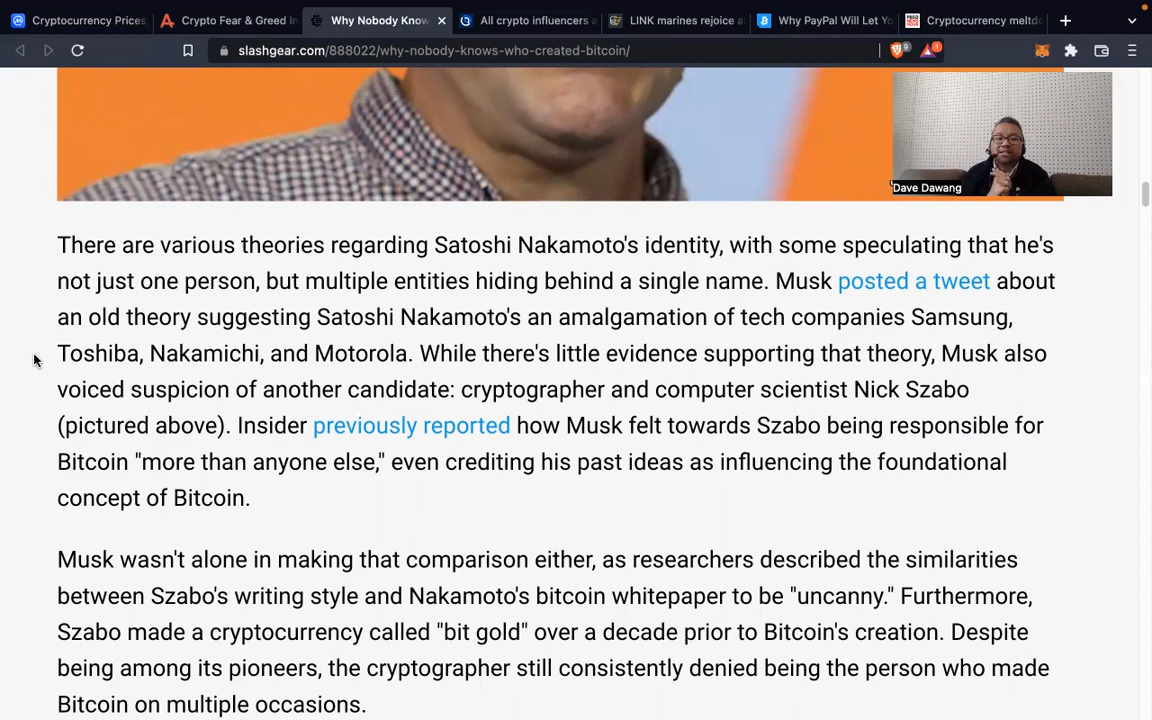 Cryptocurrency Prices,
Crypto Fear & Greed In
Why Nobody Know
All crypto influencers a
LINK marines rejoice at
Why PayPal Will Let Yo
Cryptocurrency meltdo
slashgear.com/888022/why-nobody-knows-who-created-bitcoin/
9
1
Dave Dawang
There are various theories regarding Satoshi Nakamoto's identity, with some speculating that he's
not just one person, but multiple entities hiding behind a single name. Musk posted a tweet about
an old theory suggesting Satoshi Nakamoto's an amalgamation of tech companies Samsung,
Toshiba, Nakamichi, and Motorola. While there's little evidence supporting that theory, Musk also
voiced suspicion of another candidate: cryptographer and computer scientist Nick Szabo
(pictured above). Insider previously reported how Musk felt towards Szabo being responsible for
Bitcoin "more than anyone else," even crediting his past ideas as influencing the foundational
concept of Bitcoin.
Musk wasn't alone in making that comparison either, as researchers described the similarities
between Szabo's writing style and Nakamoto's bitcoin whitepaper to be "uncanny." Furthermore,
Szabo made a cryptocurrency called "bit gold" over a decade prior to Bitcoin's creation. Despite
being among its pioneers, the cryptographer still consistently denied being the person who made
Bitcoin on multiple occasions.